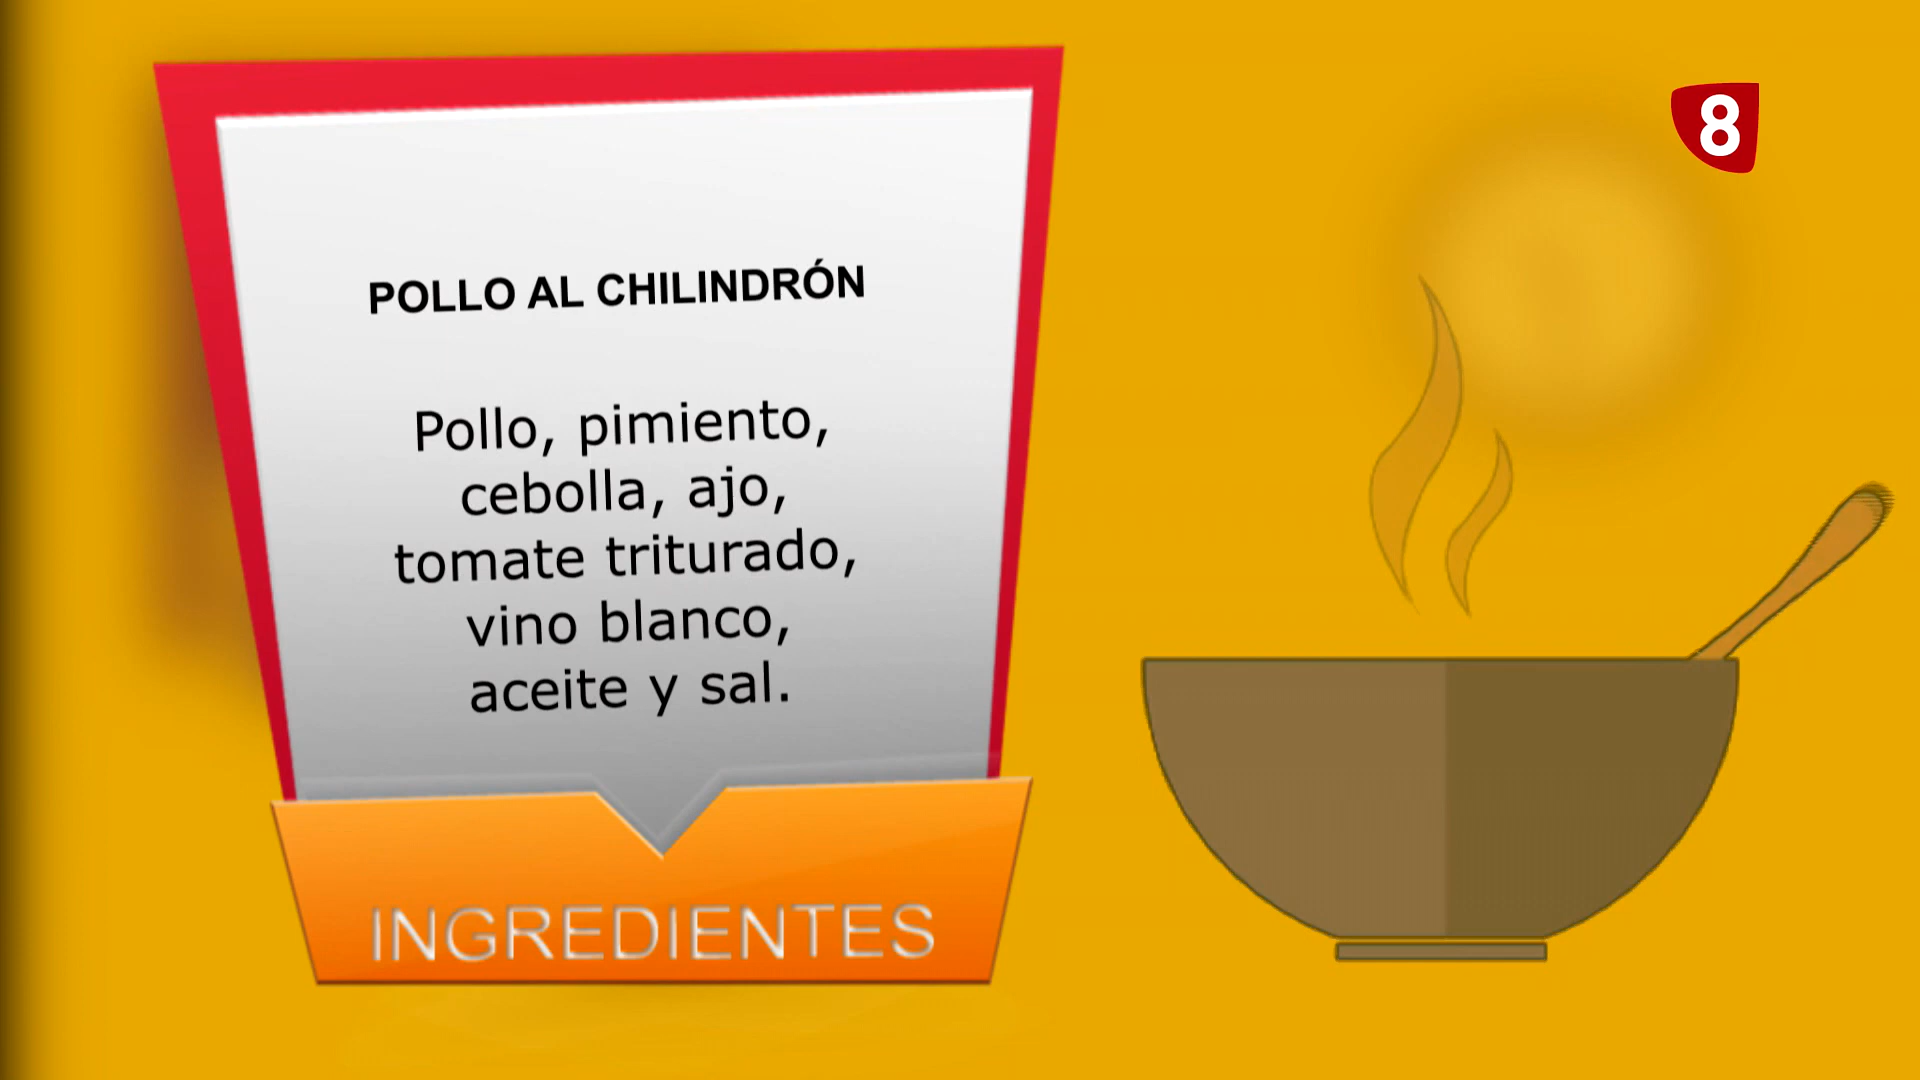 8
POLLO AL CHILINDRÓN
Pollo, pimiento,
cebolla, ajo,
tomate triturado,
vino blanco,
aceite y sal.
INGREDIENTES